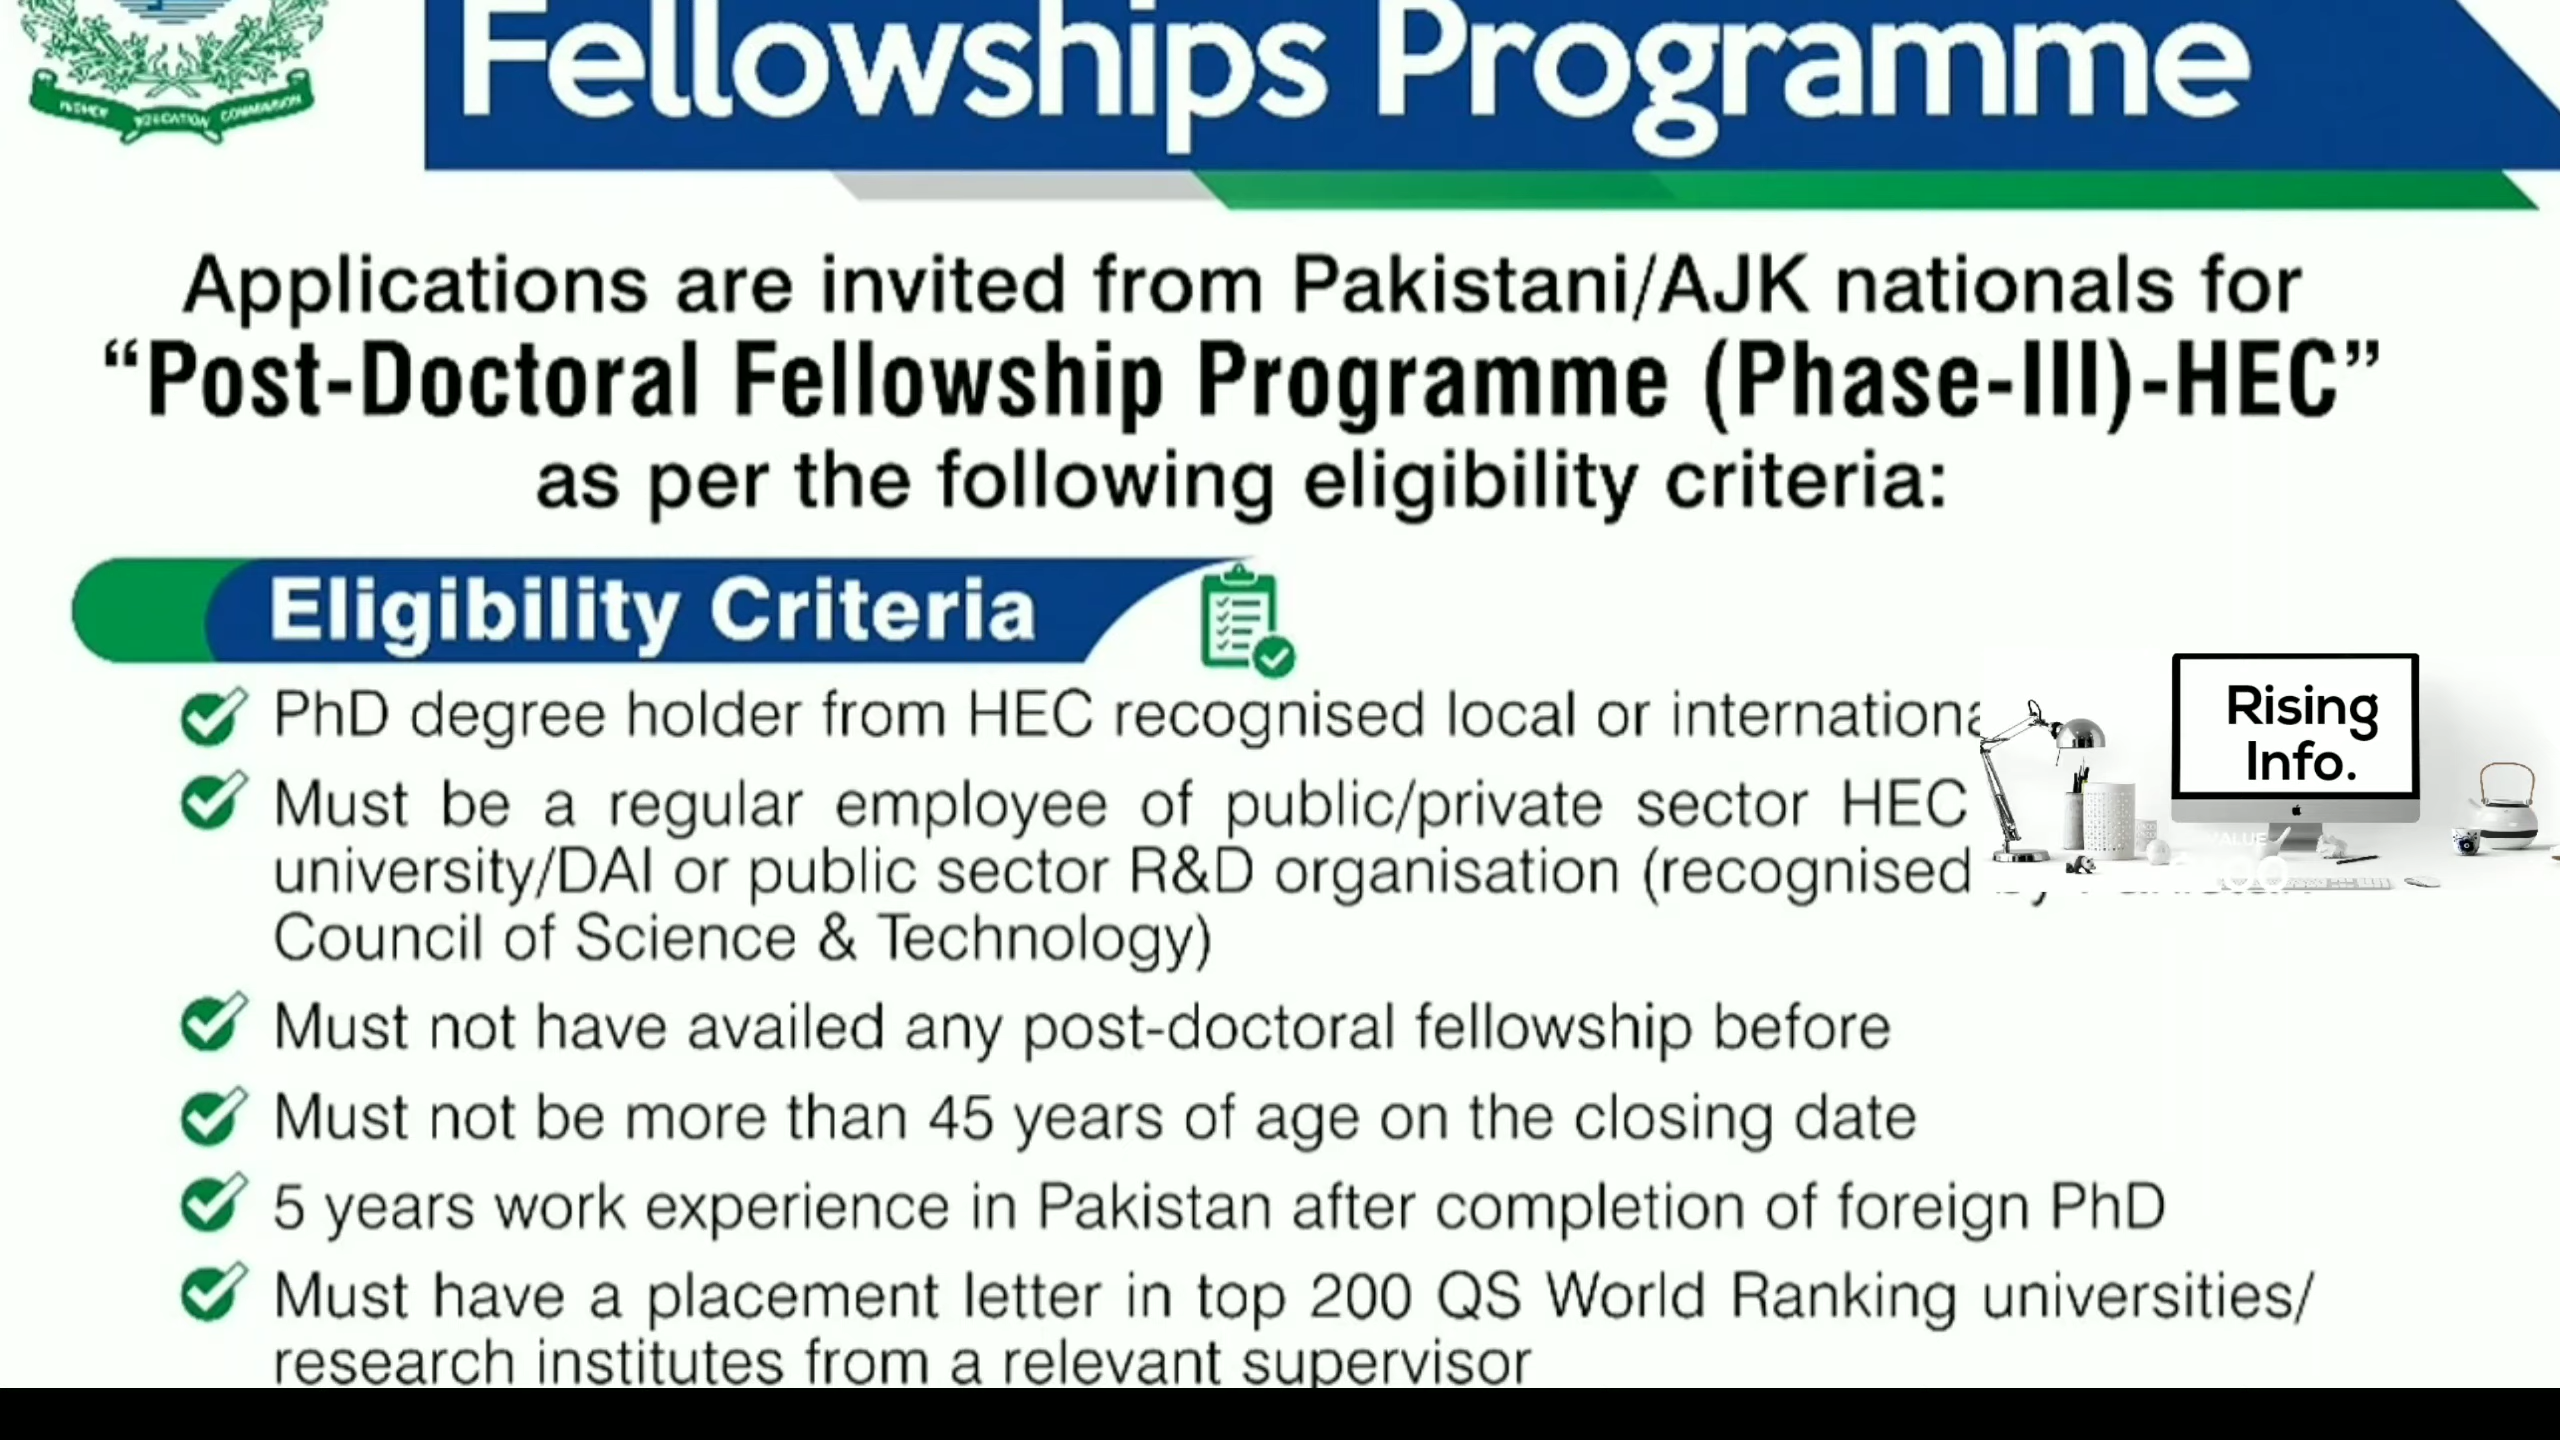 Fellowships Programme
HIGHER EDUCATION COMMISSION
Applications are invited from Pakistani/AJK nationals for
“Post-Doctoral Fellowship Programme (Phase-III)-HEC”
as per the following eligibility criteria:
Eligibility Criteria
PhD degree holder from HEC recognised local or internationa
Must be a regular employee of public/private sector HEC
university/DAI or public sector R&D organisation (recognised
Council of Science & Technology)
Rising
Info.
VALUE
Must not have availed any post-doctoral fellowship before
Must not be more than 45 years of age on the closing date
5 years work experience in Pakistan after completion of foreign PhD
Must have a placement letter in top 200 QS World Ranking universities/
research institutes from a relevant supervisor